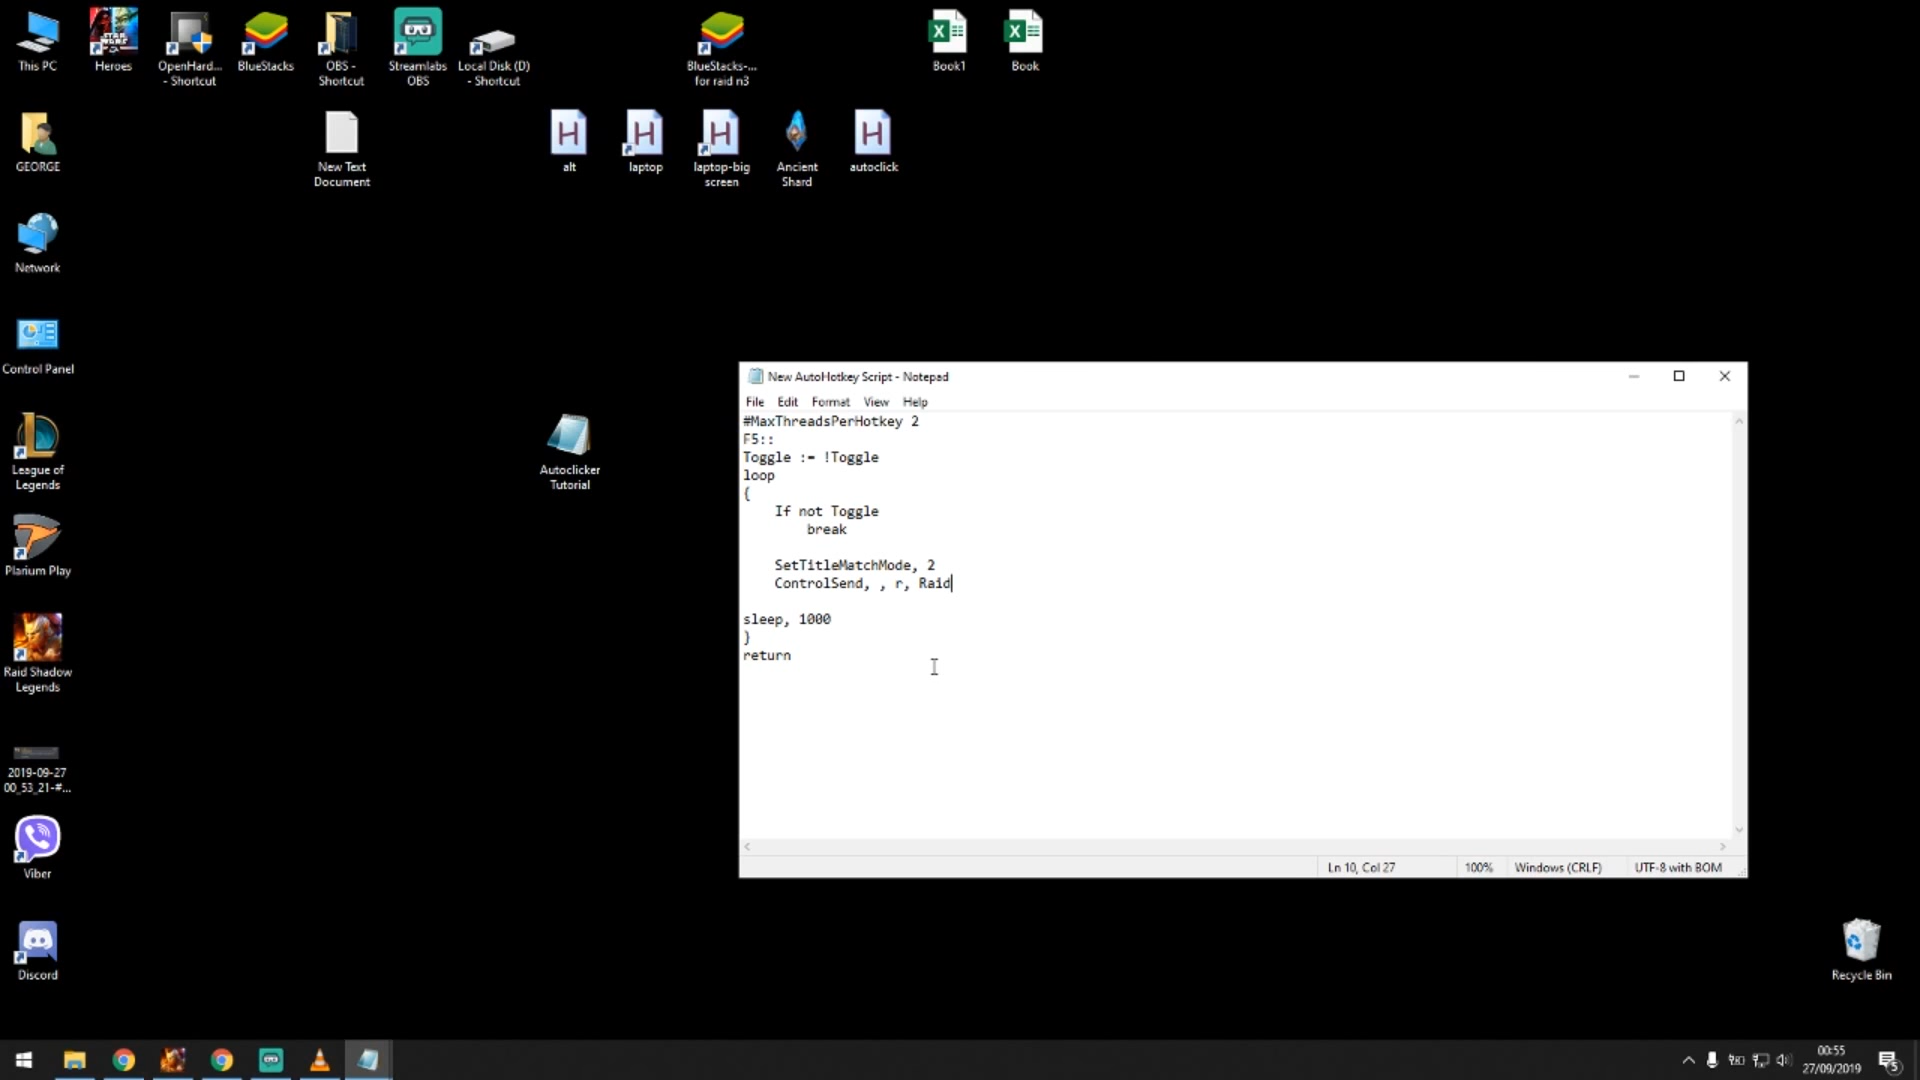 This PC
Heroes
OpenHard...
- Shortcut
BlueStacks
OBS -
Shortcut
Streamlabs
OBS
Local Disk (D)
- Shortcut
BlueStacks-...
for raid n3
Book1
Book
GEORGE
New Text
Document
alt
laptop
laptop-big
screen
Ancient
Shard
autoclick
Network
Control Panel
League of
Legends
Autoclicker
Tutorial
Plarium Play
Raid Shadow
Legends
2019-09-27
00_53_21-#...
Viber
Discord
New AutoHotkey Script - Notepad
File Edit Format View Help
#MaxThreadsPerHotkey 2
F5::
Toggle := !Toggle
loop
{
If not Toggle
break
SetTitleMatchMode, 2
ControlSend, , r, Raid
sleep, 1000
}
return
Ln 10, Col 27
100%
Windows (CRLF)
UTF-8 with BOM
Recycle Bin
00:55
27/09/2019
5